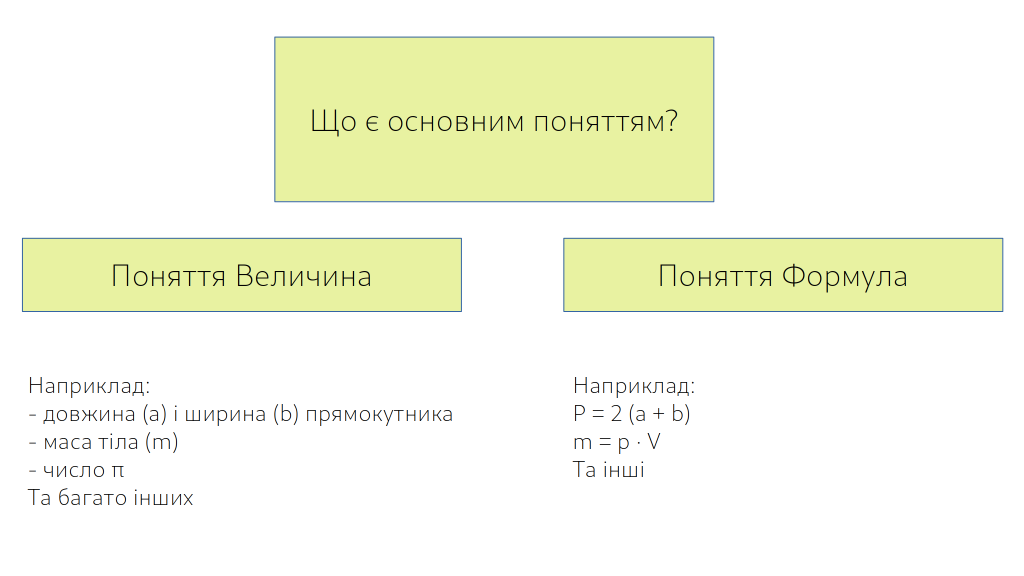 Що є основним поняттям?
Поняття Величина
Наприклад:
- довжина (a) і ширина (b) прямокутника
- маса тіла (m)
- число π
Та багато інших
Поняття Формула
Наприклад:
P = 2 (a + b)
m = p · V
Та інші